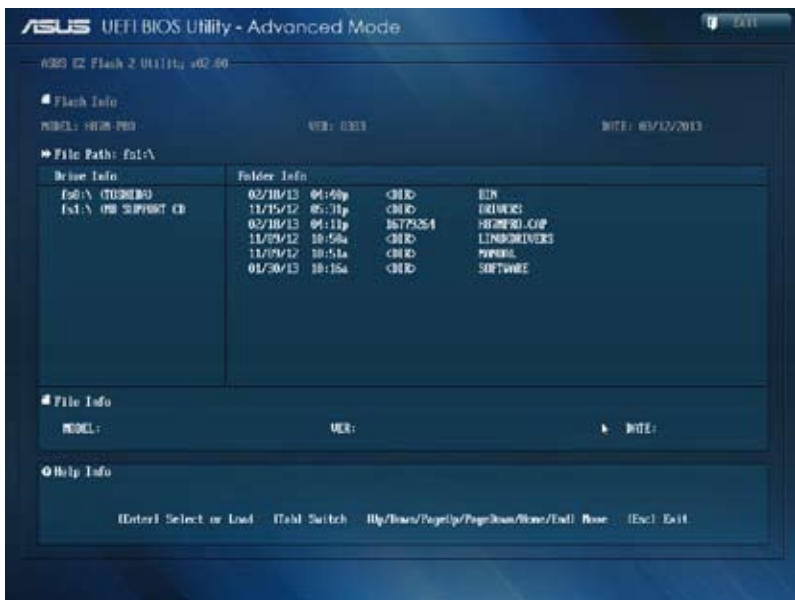 ASUS UEFI BIOS Utility - Advanced Mode
Exit
ASUS EZ Flash 2 Utility v02.00
Flash Info
MODEL: H87M-PRO VER: 0303 DATE: 03/12/2013
File Path: fs1:\
Drive Info Folder Info
fs0:\ (TOSHIBA) 02/18/13 04:40p <DIR> BIN
fs1:\ (MB SUPPORT CD 11/15/12 05:31p <DIR> DRIVERS
02/18/13 04:11p 16779264 H87MPRO.CAP
11/09/12 10:50a <DIR> LINUXDRIVERS
11/09/12 10:51a <DIR> MANUAL
01/30/13 10:16a <DIR> SOFTWARE
File Info
MODEL: VER: DATE:
Help Info
[Enter] Select or Load [Tab] Switch [Up/Down/PageUp/PageDown/Home/End] Move [Esc] Exit